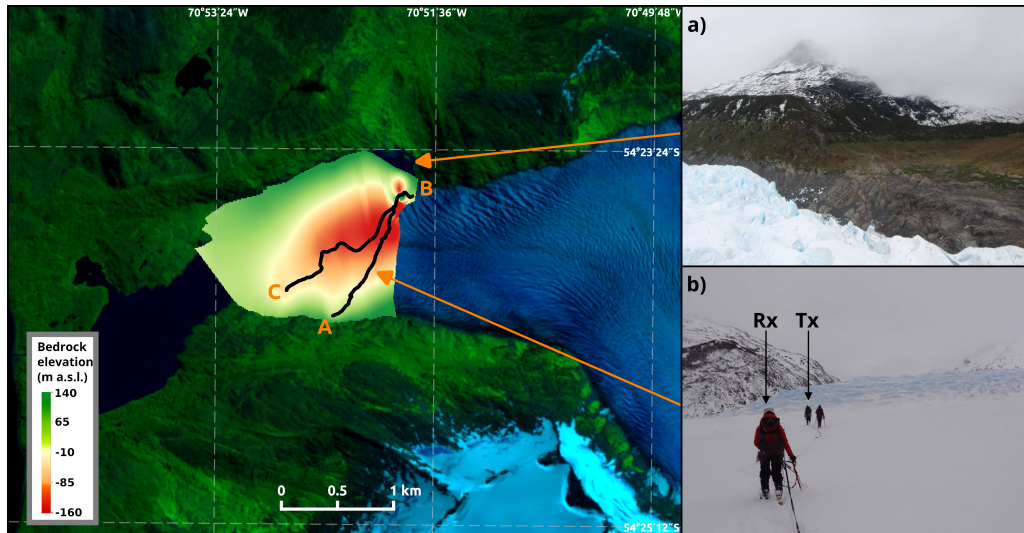 70°53'24"W
70°51'36"W
70°49'48"W
a)
54°23'24"S
B
C
A
Bedrock
elevation
(m a.s.l.)
140
65
-10
-85
-160
0 0.5 1 km
54°25'12"S
b)
Rx Tx